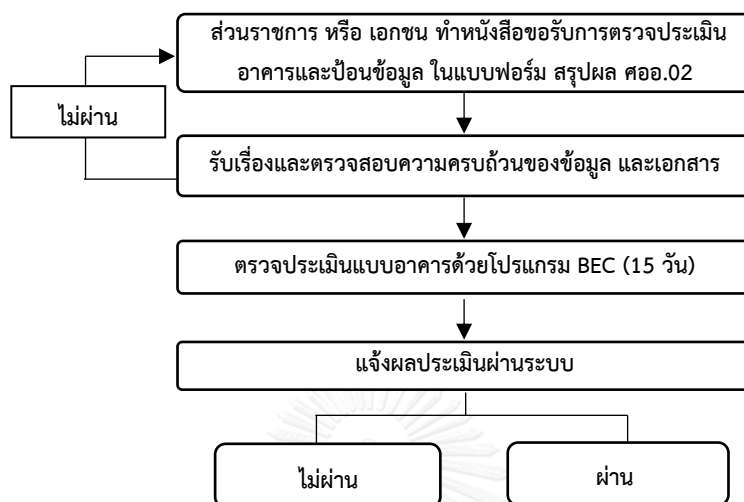 ส่วนราชการ หรือ เอกชน ทำหนังสือขอรับการตรวจประเมิน
อาคารและป้อนข้อมูล ในแบบฟอร์ม สรุปผล ศออ.02
ไม่ผ่าน
รับเรื่องและตรวจสอบความครบถ้วนของข้อมูล และเอกสาร
ตรวจประเมินแบบอาคารด้วยโปรแกรม BEC (15 วัน)
แจ้งผลประเมินผ่านระบบ
ไม่ผ่าน
ผ่าน